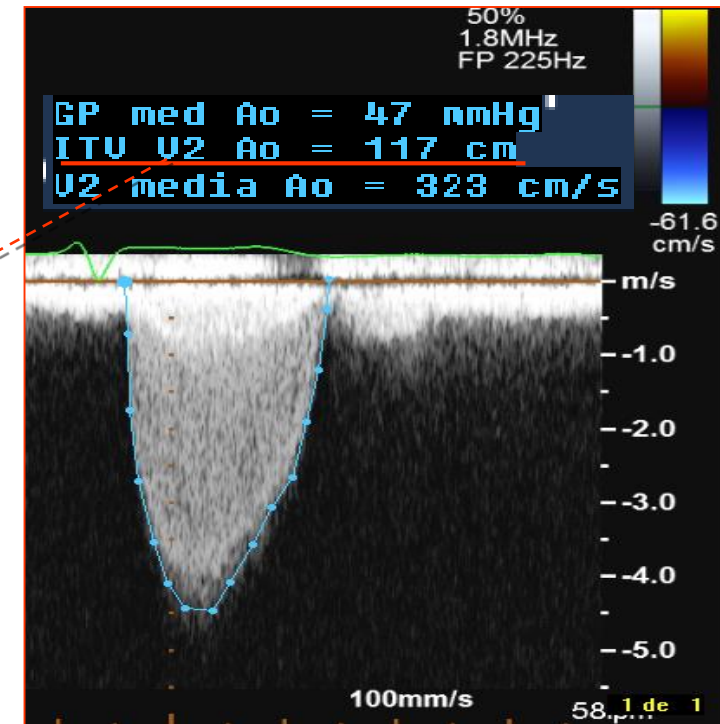 50%
1.8MHz
FP 225Hz
GP med Ao = 47 mmHg
ITV V2 Ao = 117 cm
V2 media Ao = 323 cm/s
-61.6
cm/s
m/s
-1.0
-2.0
-3.0
-4.0
-5.0
100mm/s
58
1 de 1